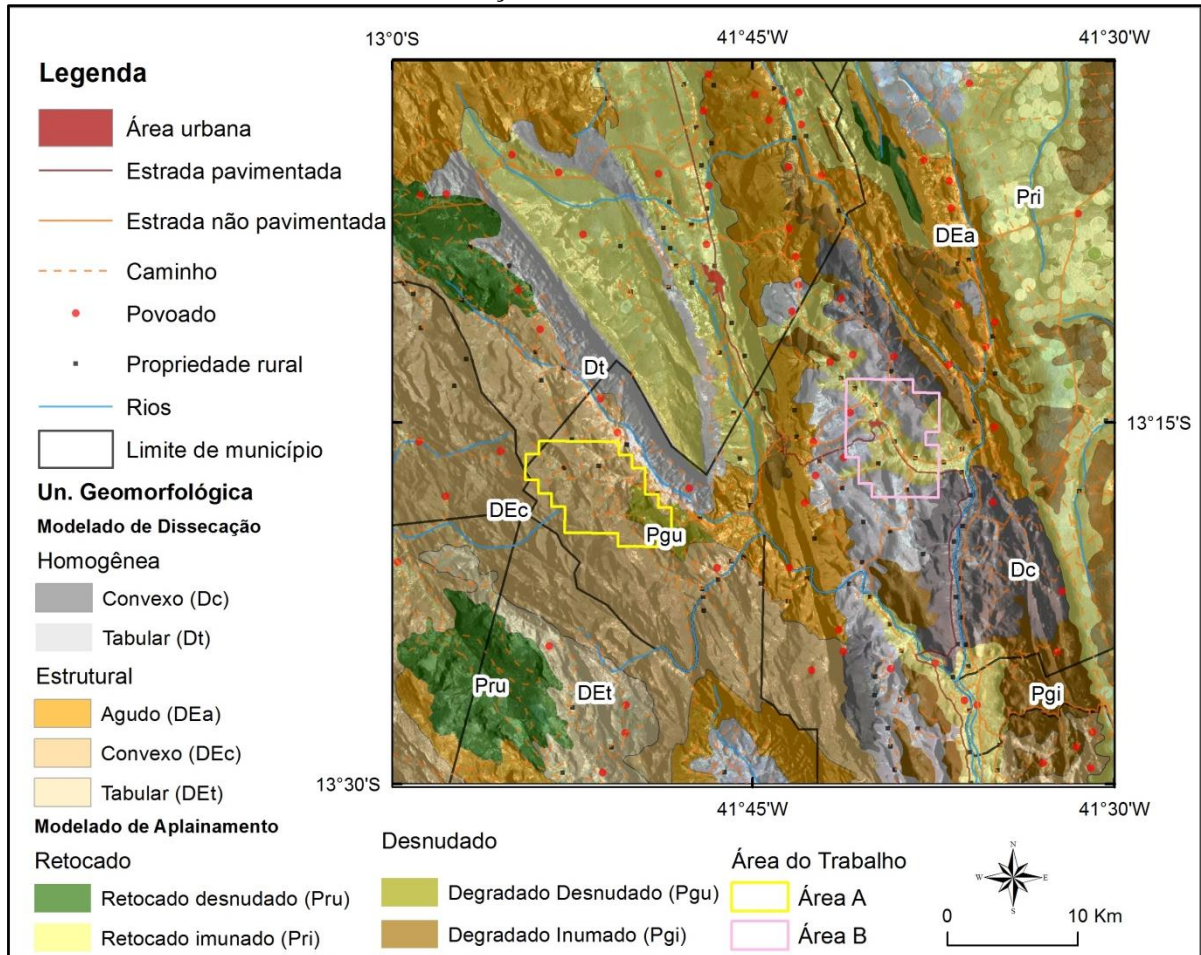 13°0'S
41°45'W
41°30'W
Legenda
Área urbana
Estrada pavimentada
Estrada não pavimentada
Caminho
Povoado
Propriedade rural
Rios
Limite de município
Un. Geomorfológica
Modelado de Dissecação
Homogênea
Convexo (Dc)
Tabular (Dt)
Estrutural
Agudo (DEa)
Convexo (DEc)
Tabular (DEt)
Modelado de Aplainamento
Retocado
Retocado desnudado (Pru)
Retocado imunado (Pri)
Desnudado
Degradado Desnudado (Pgu)
Degradado Inumado (Pgi)
Área do Trabalho
Área A
Área B
Pri
DEa
Dt
13°15'S
DEc
Pgu
Dc
Pru
DEt
Pgi
13°30'S
41°45'W
41°30'W
N
W
E
S
0
10 Km